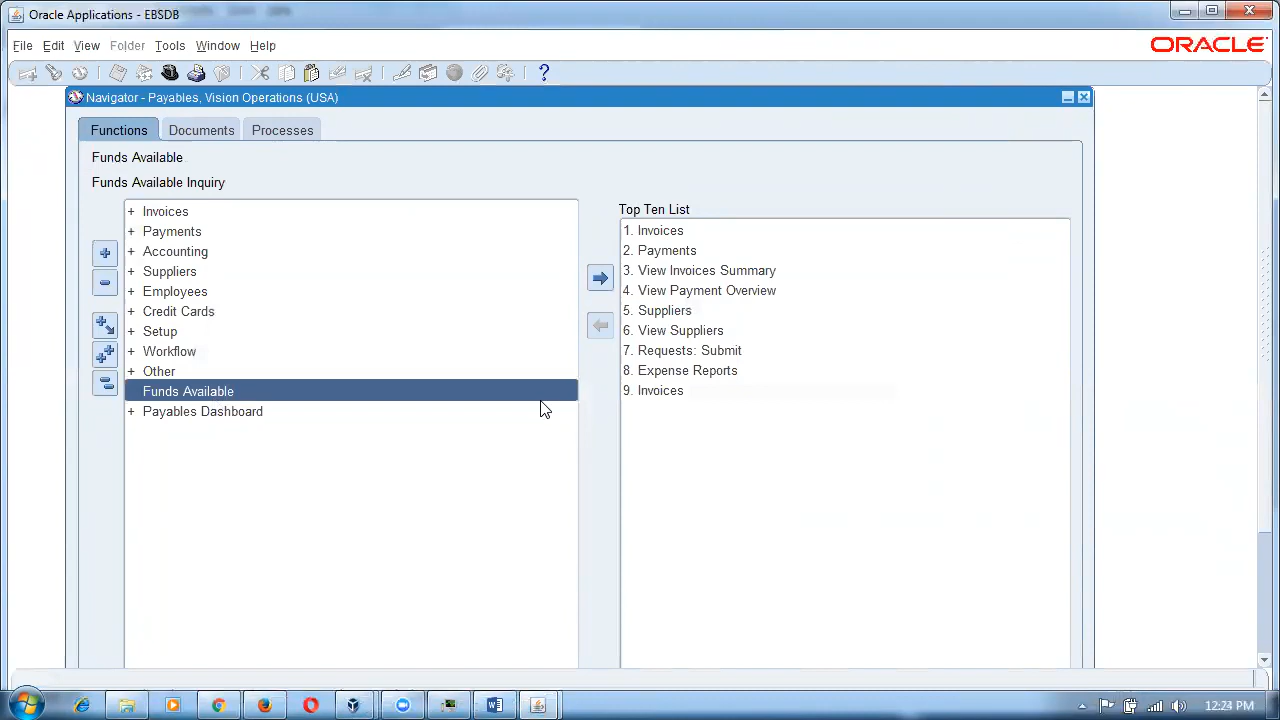 Oracle Applications - EBSDB
File Edit View Folder Tools Window Help
ORACLE
Navigator - Payables, Vision Operations (USA)
Functions Documents Processes
Funds Available
Funds Available Inquiry
+ Invoices
+ Payments
+ Accounting
+ Suppliers
+ Employees
+ Credit Cards
+ Setup
+ Workflow
+ Other
Funds Available
+ Payables Dashboard
Top Ten List
1. Invoices
2. Payments
3. View Invoices Summary
4. View Payment Overview
5. Suppliers
6. View Suppliers
7. Requests: Submit
8. Expense Reports
9. Invoices
12:24 PM